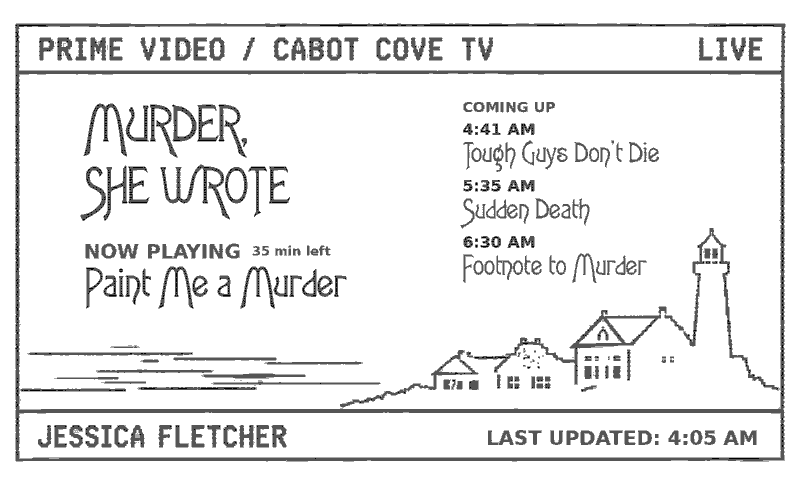 PRIME VIDEO / CABOT COVE TV
LIVE
MURDER,
SHE WROTE
NOW PLAYING 35 min left
Paint Me a Murder
COMING UP
4:41 AM
Tough Guys Don't Die
5:35 AM
Sudden Death
6:30 AM
Footnote to Murder
JESSICA FLETCHER
LAST UPDATED: 4:05 AM